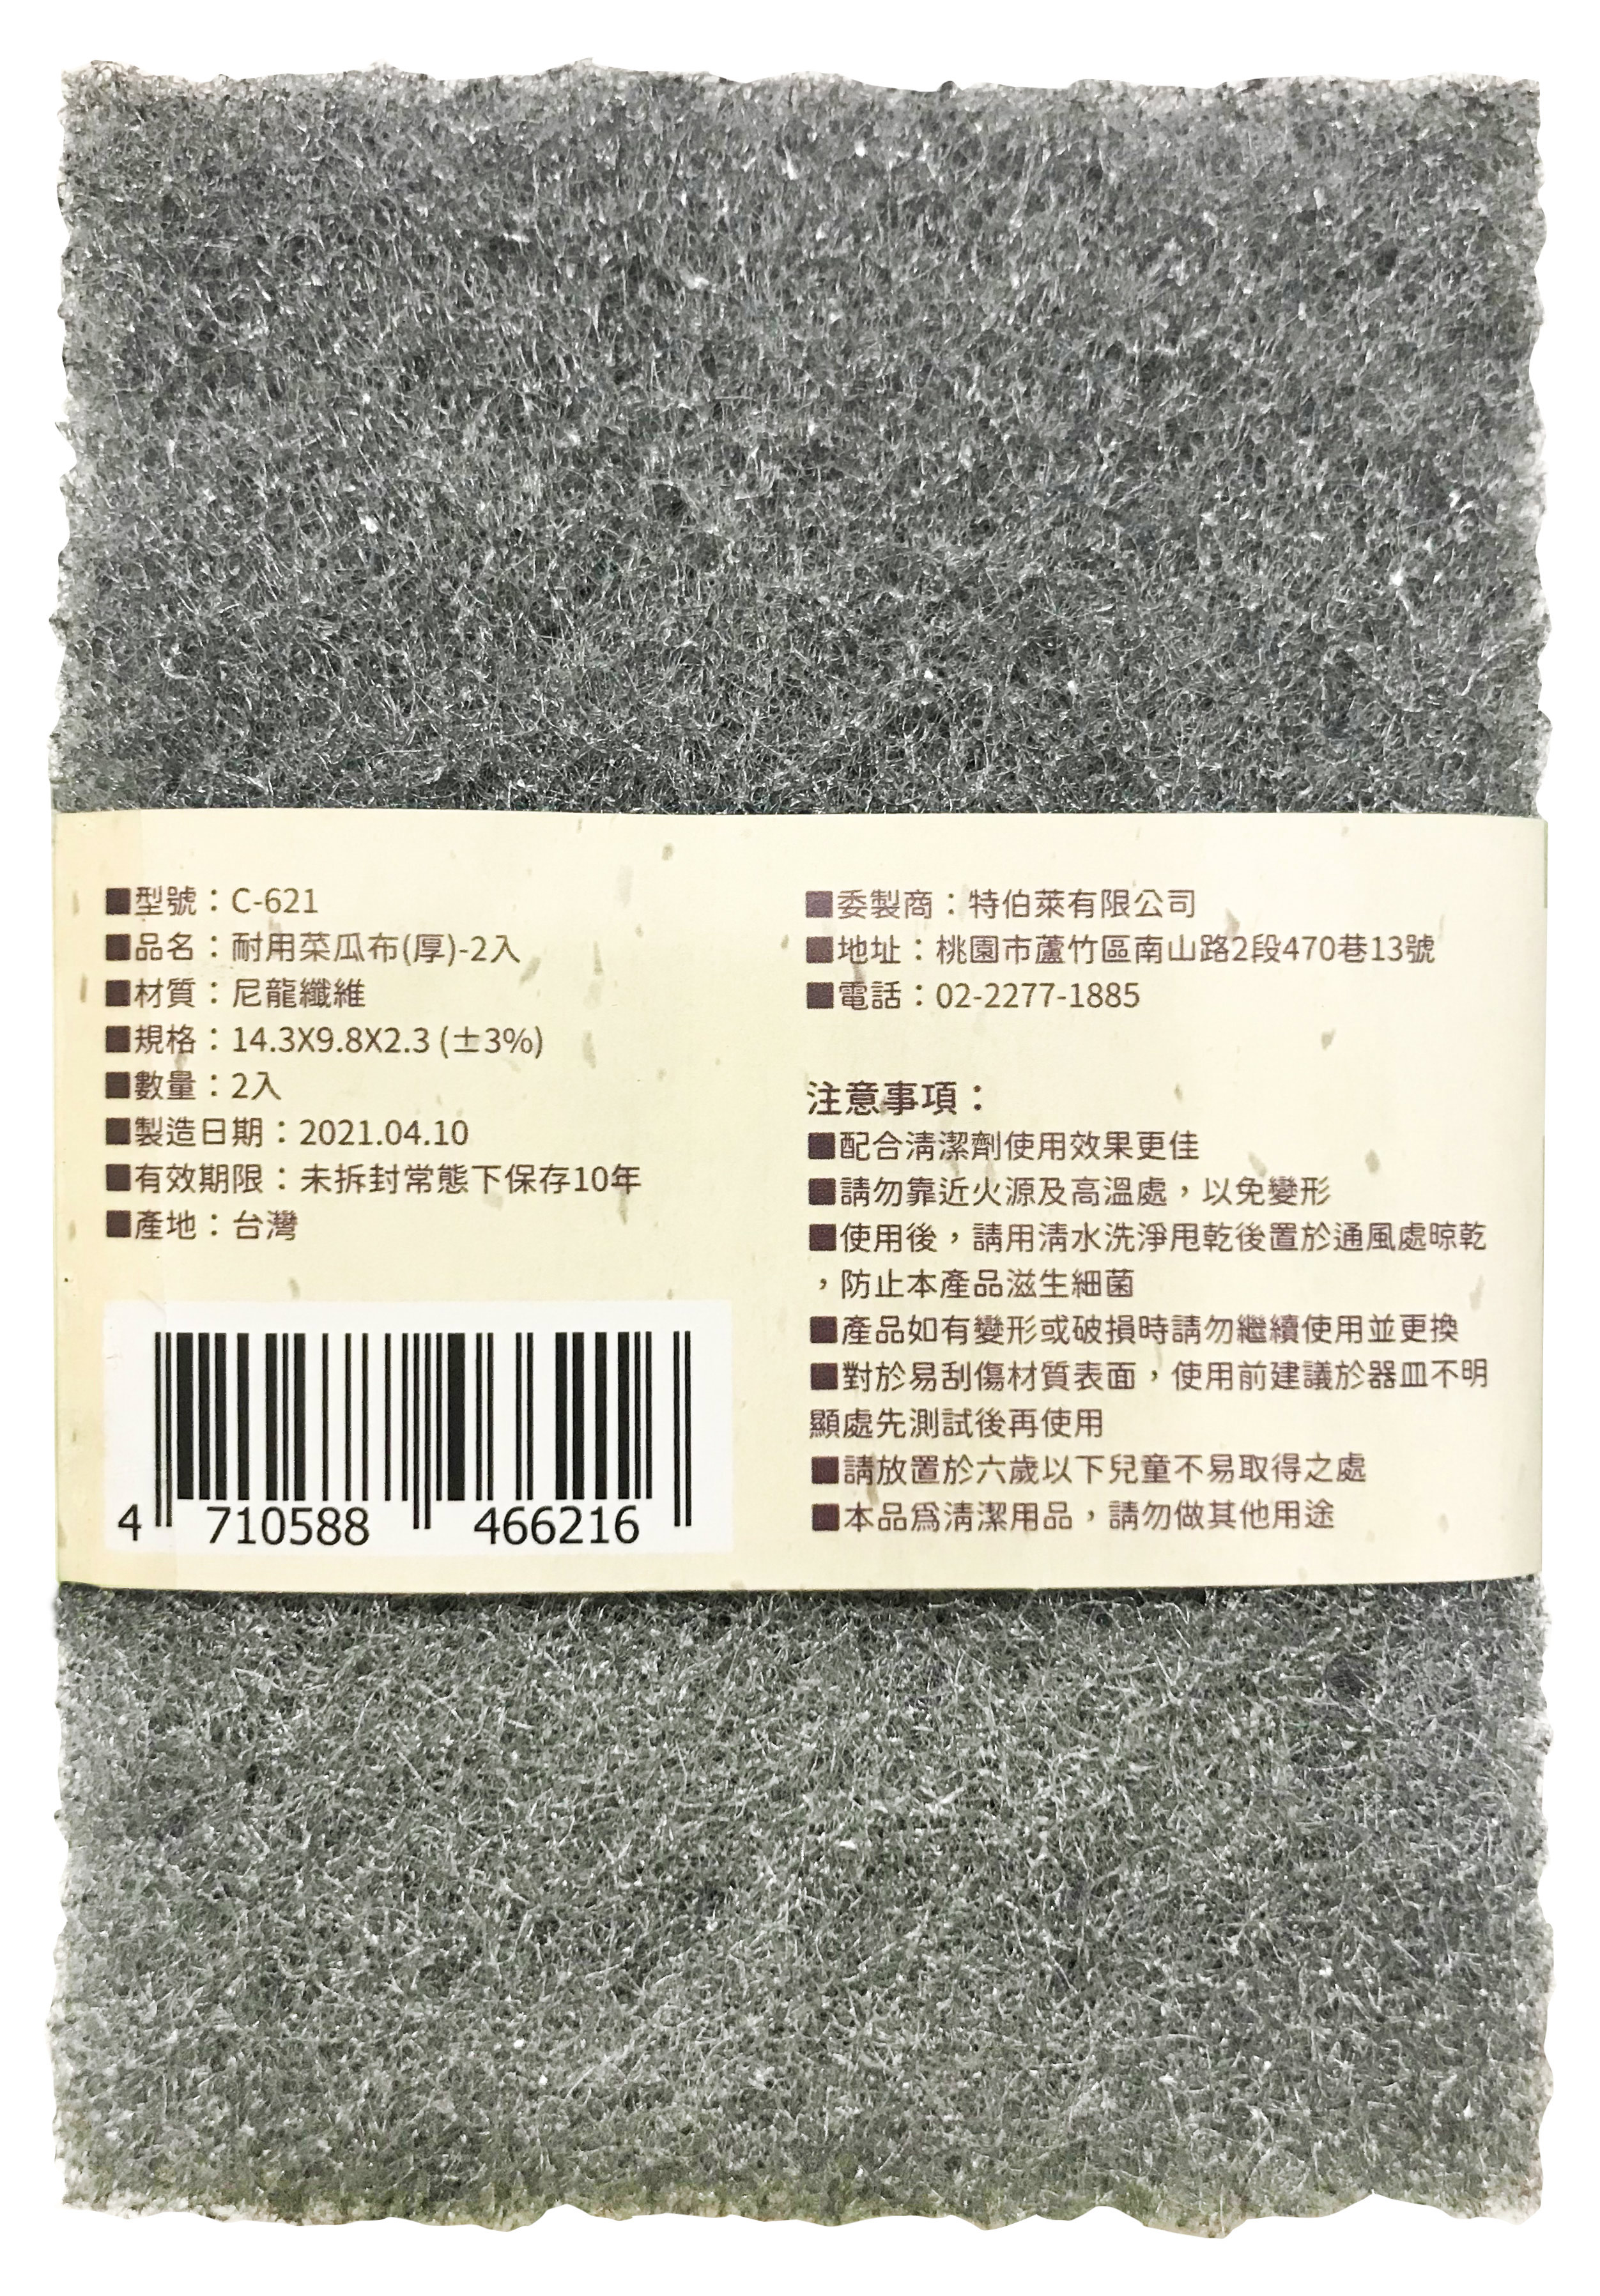 ■型號：C-621
■品名：耐用菜瓜布(厚)-2入
■材質：尼龍纖維
■規格：14.3X9.8X2.3 (±3%)
■數量：2入
■製造日期：2021.04.10
■有效期限：未拆封常態下保存10年
■產地：台灣
4 710588 466216
■委製商：特伯萊有限公司
■地址：桃園市蘆竹區南山路2段470巷13號
■電話：02-2277-1885
注意事項：
■配合清潔劑使用效果更佳
■請勿靠近火源及高溫處，以免變形
■使用後，請用清水洗淨甩乾後置於通風處晾乾
，防止本產品滋生細菌
■產品如有變形或破損時請勿繼續使用並更換
■對於易刮傷材質表面，使用前建議於器皿不明
顯處先測試後再使用
■請放置於六歲以下兒童不易取得之處
■本品為清潔用品，請勿做其他用途